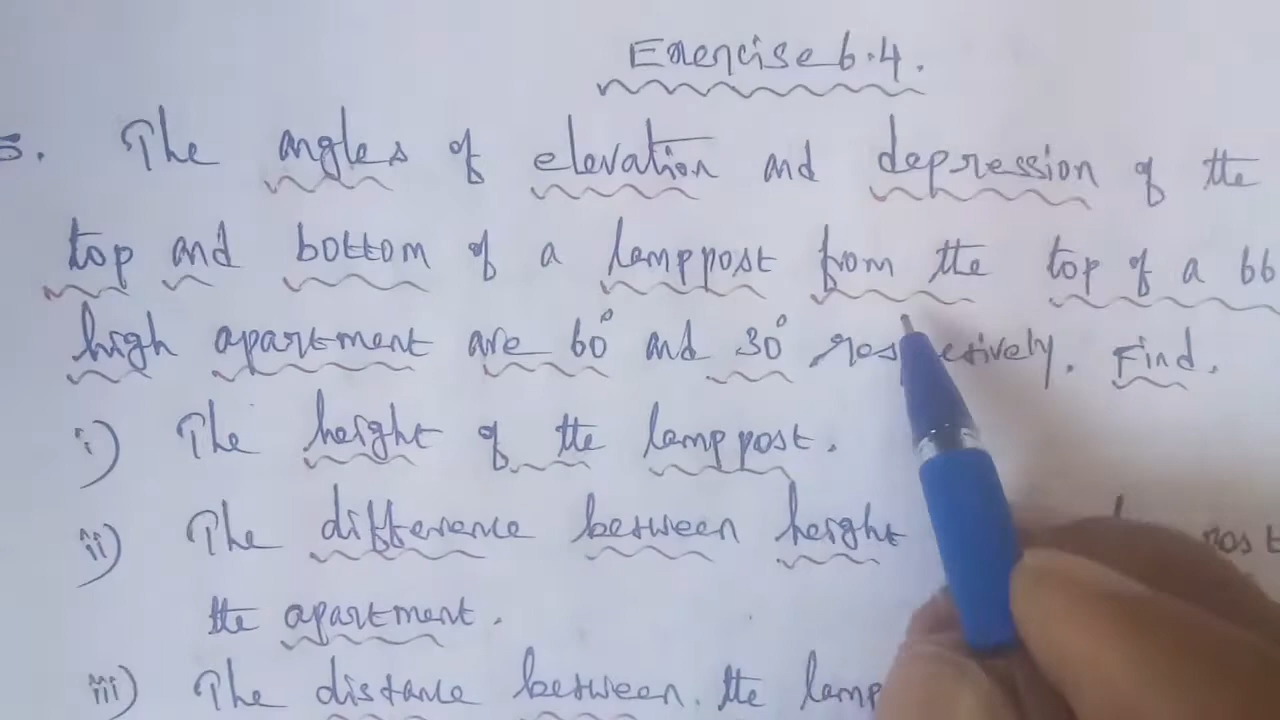 Exercise 6.4.
5. The angles of elevation and depression of the
top and bottom of a lamppost from the top of a 66
high apartment are 60° and 30° respectively. Find.
i) The height of the lamppost.
ii) The difference between height
the apartment.
iii) The distance between. the lamp